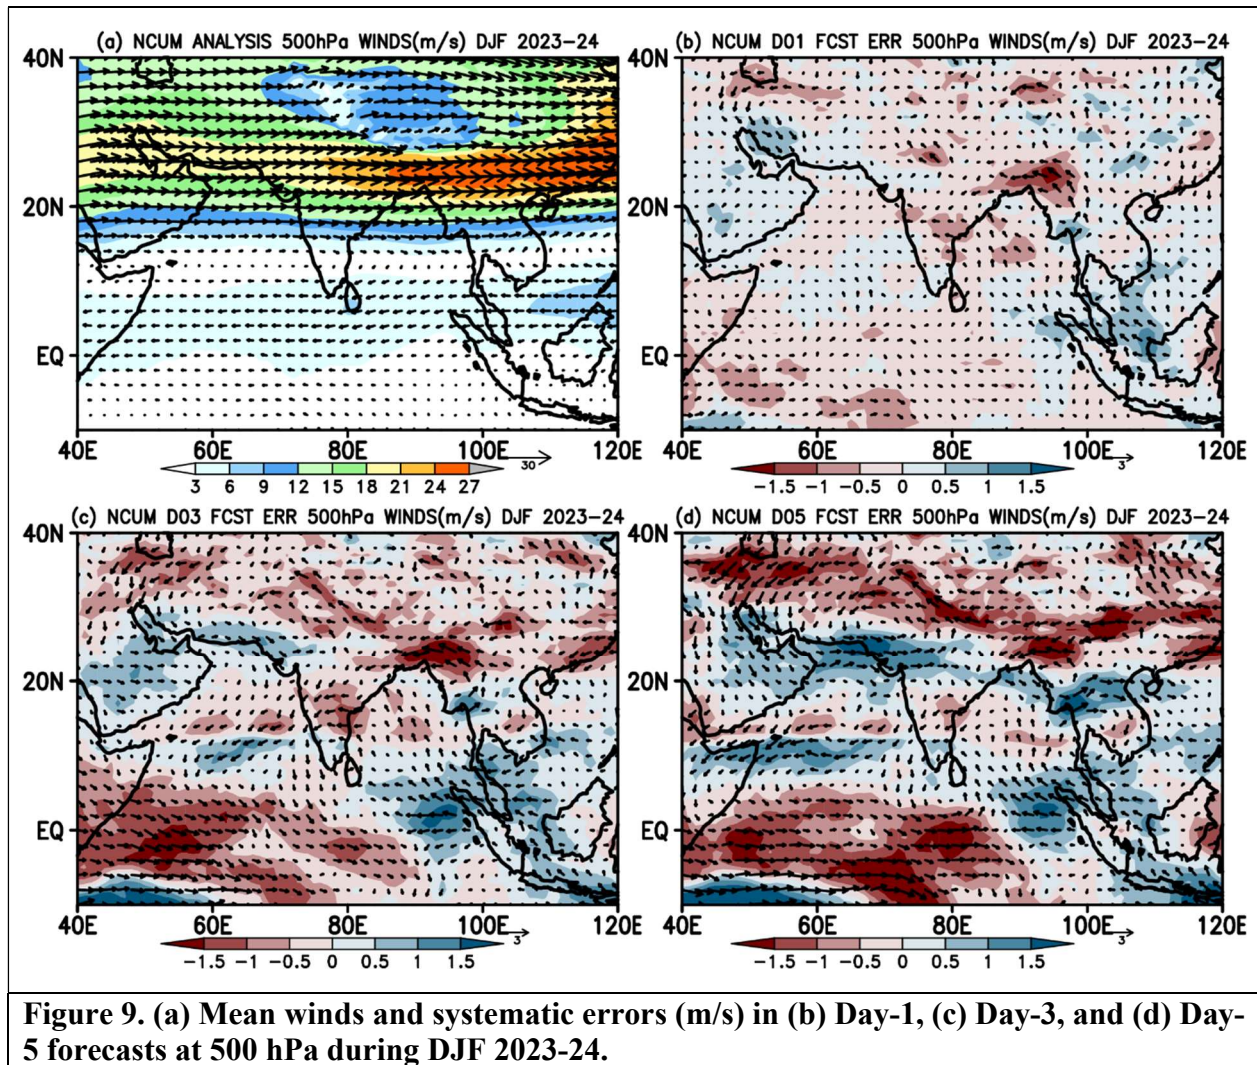 (a) NCUM ANALYSIS 500hPa WINDS(m/s) DJF 2023-24
40N
20N
EQ
40E 60E 80E 100E 120E
30
3 6 9 12 15 18 21 24 27
(b) NCUM D01 FCST ERR 500hPa WINDS(m/s) DJF 2023-24
40N
20N
EQ
40E 60E 80E 100E 120E
3
-1.5 -1 -0.5 0 0.5 1 1.5
(c) NCUM D03 FCST ERR 500hPa WINDS(m/s) DJF 2023-24
40N
20N
EQ
40E 60E 80E 100E 120E
3
-1.5 -1 -0.5 0 0.5 1 1.5
(d) NCUM D05 FCST ERR 500hPa WINDS(m/s) DJF 2023-24
40N
20N
EQ
40E 60E 80E 100E 120E
3
-1.5 -1 -0.5 0 0.5 1 1.5
Figure 9. (a) Mean winds and systematic errors (m/s) in (b) Day-1, (c) Day-3, and (d) Day-
5 forecasts at 500 hPa during DJF 2023-24.